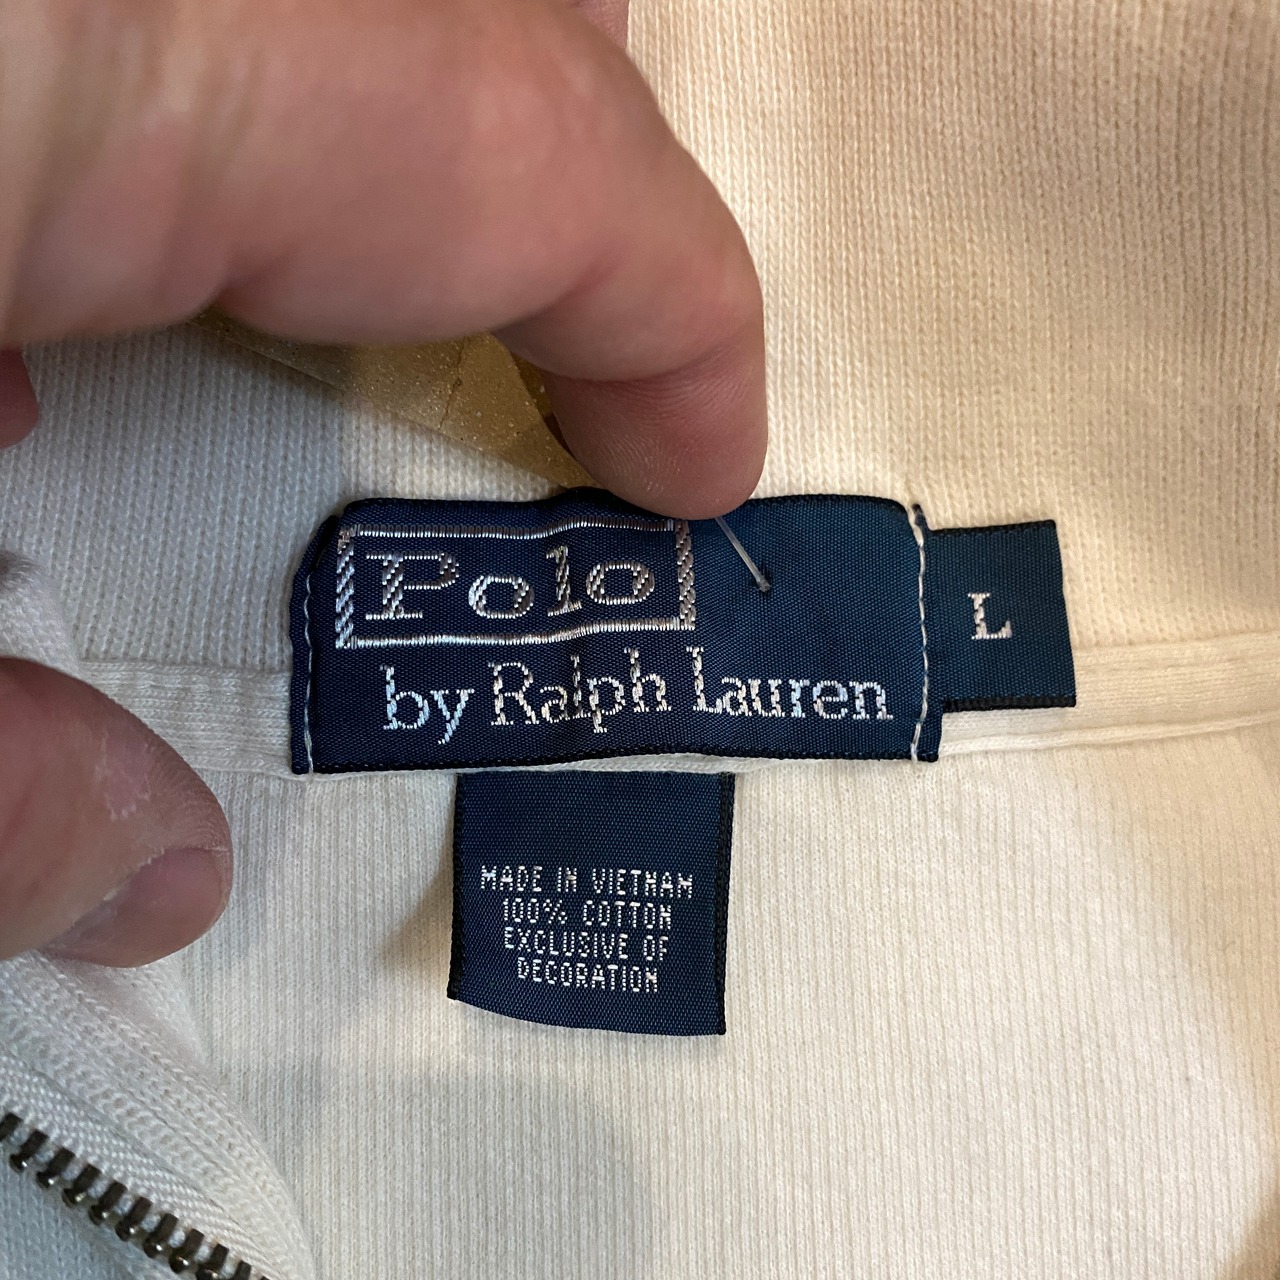 Polo
by Ralph Lauren
L
MADE IN VIETNAM
100% COTTON
EXCLUSIVE OF
DECORATION